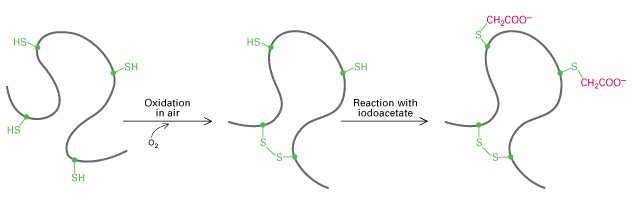 HS
SH
HS
SH
Oxidation
in air
O₂
HS
SH
S
S
Reaction with
iodoacetate
CH₂COO⁻
S
S
CH₂COO⁻
S
S